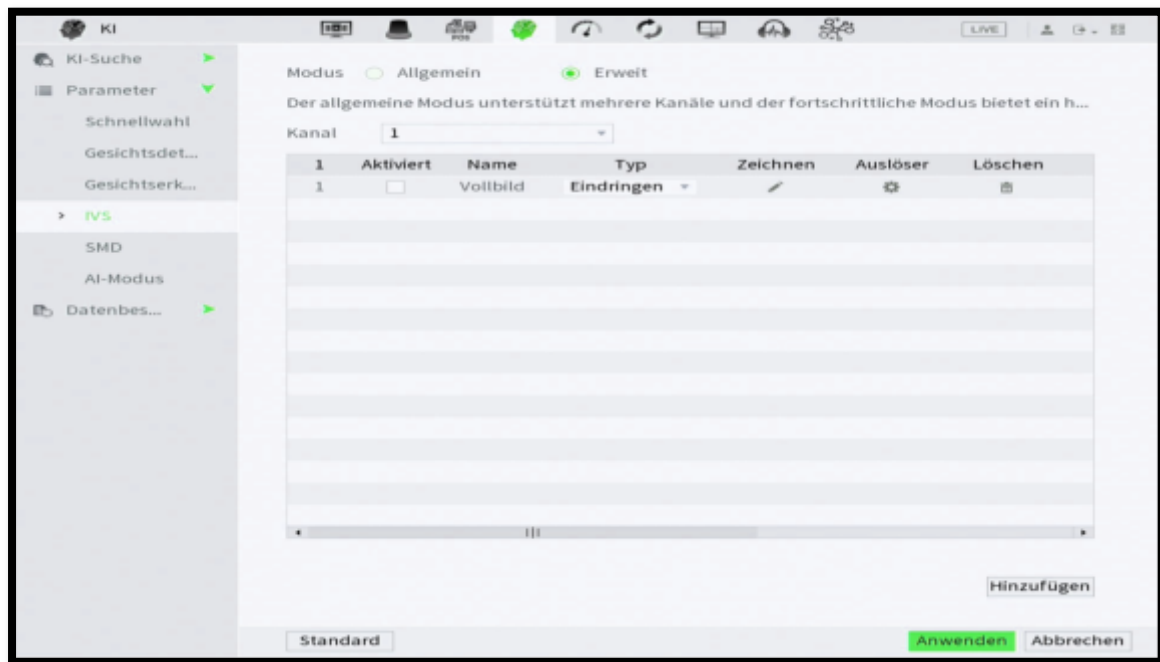 KI
POS
LIVE
KI-Suche
Parameter
Schnellwahl
Gesichtsdet...
Gesichtserk...
IVS
SMD
AI-Modus
Datenbes...
Modus Allgemein Erweit
Der allgemeine Modus unterstützt mehrere Kanäle und der fortschrittliche Modus bietet ein h...
Kanal 1
1 Aktiviert Name Typ Zeichnen Auslöser Löschen
1 Vollbild Eindringen
Hinzufügen
Standard Anwenden Abbrechen